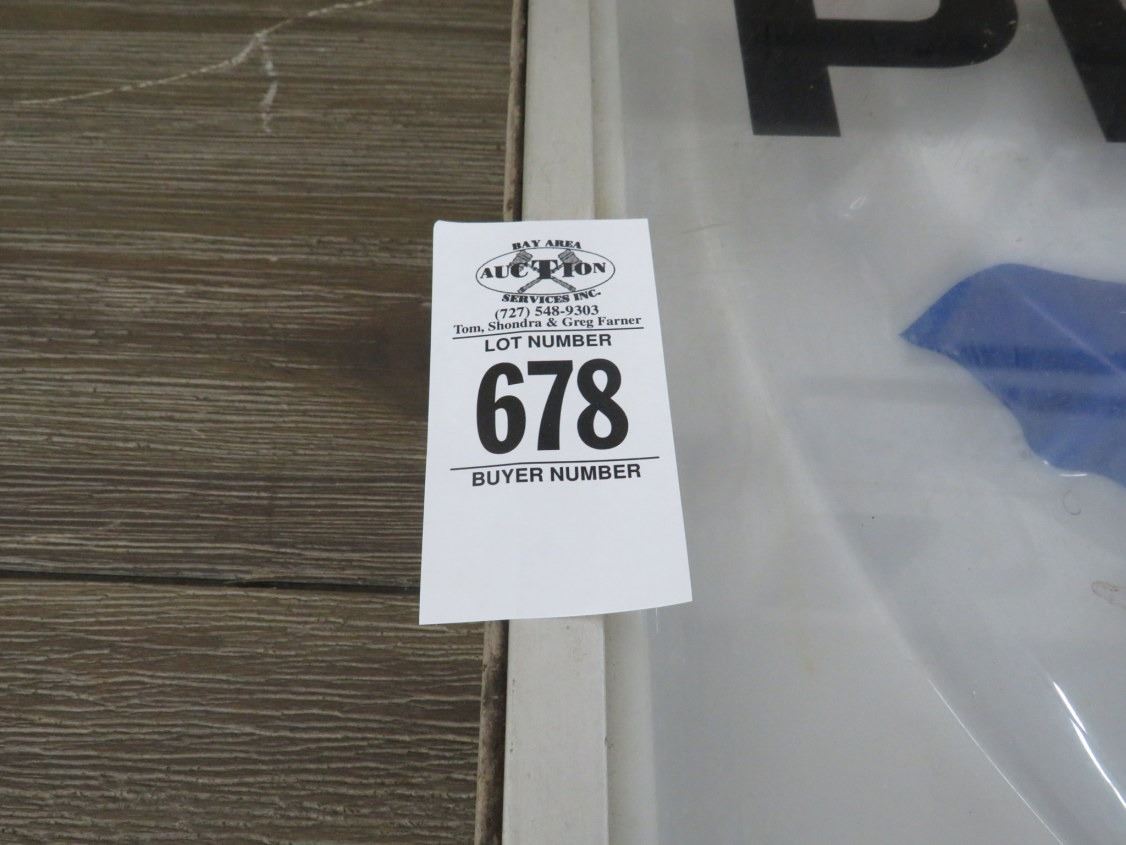 BAY AREA
AUCTION
SERVICES INC.
(727) 548-9303
Tom, Shondra & Greg Farner
LOT NUMBER
678
BUYER NUMBER